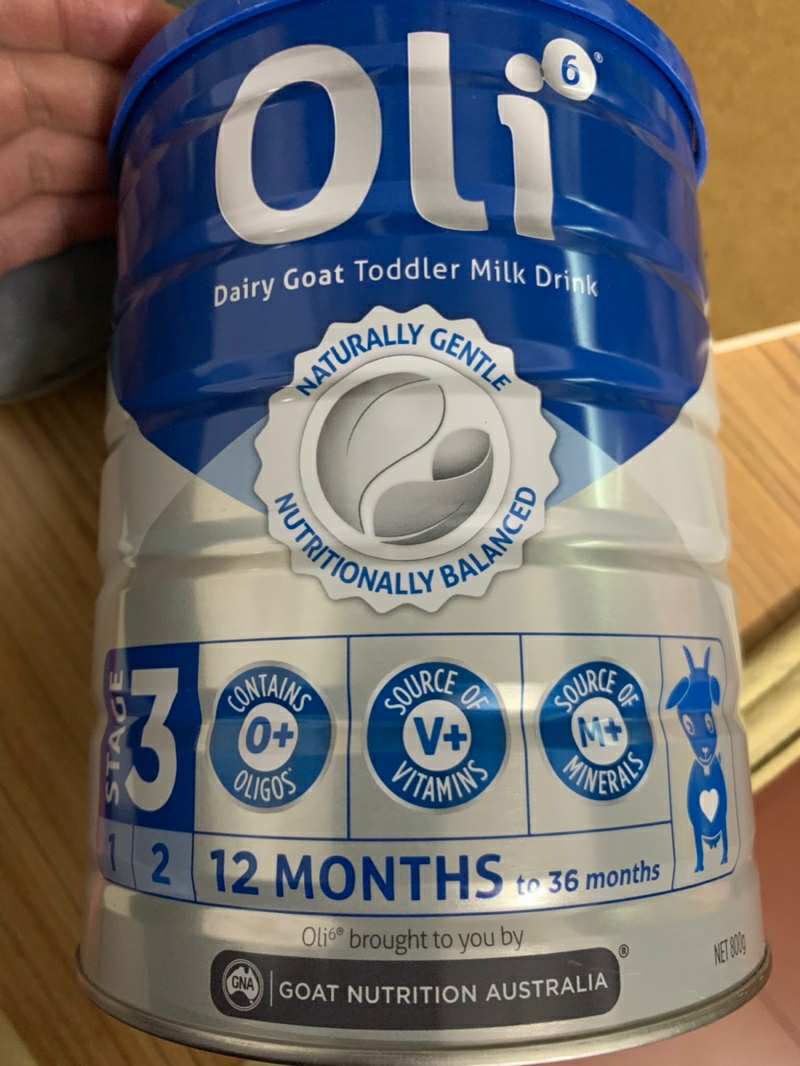 Oli6®
Dairy Goat Toddler Milk Drink
NATURALLY GENTLE
NUTRITIONALLY BALANCED
STAGE 3
1 2
CONTAINS
O+
OLIGOS*
SOURCE OF
V+
VITAMINS
SOURCE OF
M+
MINERALS
12 MONTHS to 36 months
Oli6® brought to you by
GNA GOAT NUTRITION AUSTRALIA®
NET 800g